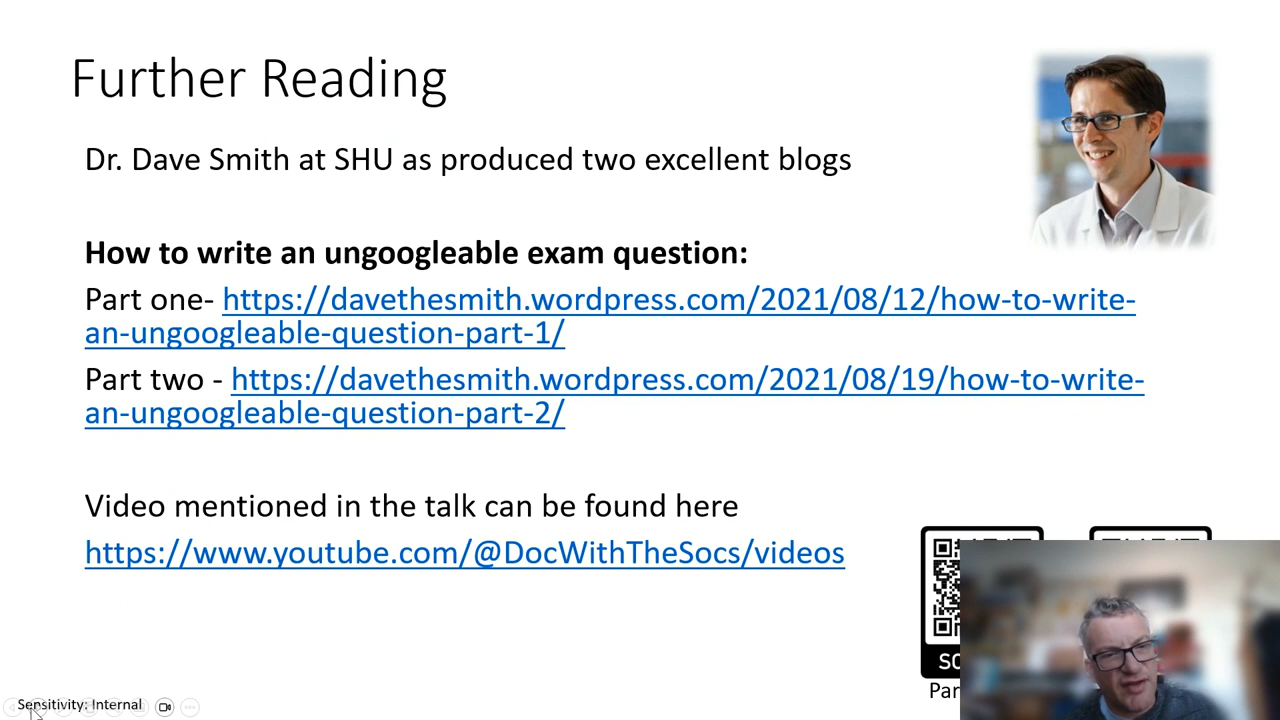 Further Reading
Dr. Dave Smith at SHU as produced two excellent blogs
How to write an ungoogleable exam question:
Part one- https://davethesmith.wordpress.com/2021/08/12/how-to-write-
an-ungoogleable-question-part-1/
Part two - https://davethesmith.wordpress.com/2021/08/19/how-to-write-
an-ungoogleable-question-part-2/
Video mentioned in the talk can be found here
https://www.youtube.com/@DocWithTheSocs/videos
Sensitivity: Internal